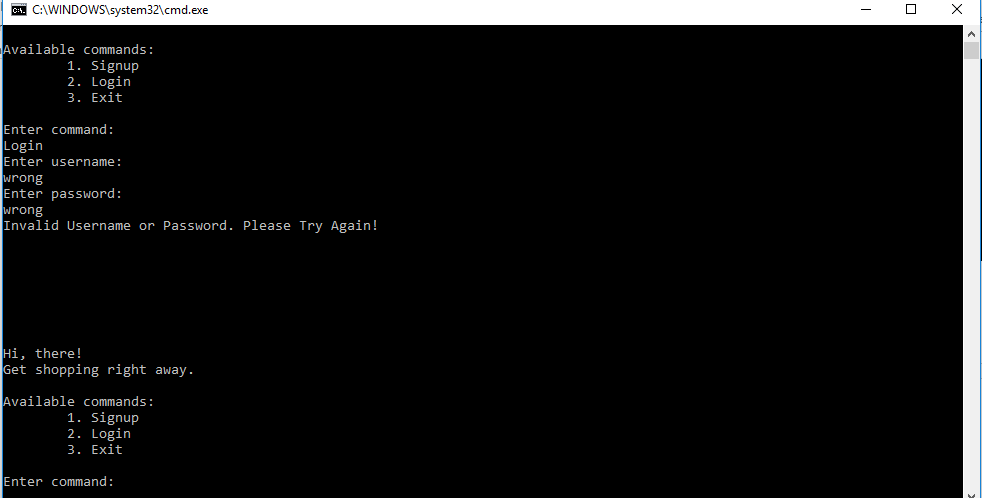 C:\WINDOWS\system32\cmd.exe
Available commands:
1. Signup
2. Login
3. Exit
Enter command:
Login
Enter username:
wrong
Enter password:
wrong
Invalid Username or Password. Please Try Again!
Hi, there!
Get shopping right away.
Available commands:
1. Signup
2. Login
3. Exit
Enter command: